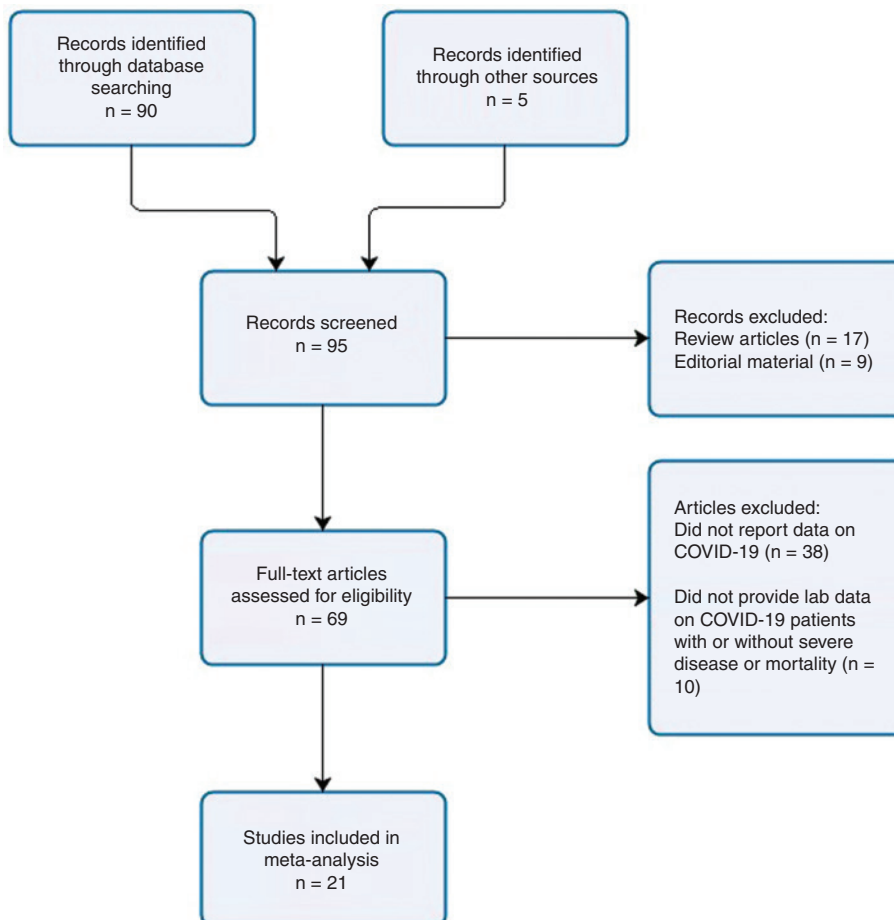 Records identified
through database
searching
n = 90
Records identified
through other sources
n = 5
Records screened
n = 95
Records excluded:
Review articles (n = 17)
Editorial material (n = 9)
Full-text articles
assessed for eligibility
n = 69
Articles excluded:
Did not report data on
COVID-19 (n = 38)
Did not provide lab data
on COVID-19 patients
with or without severe
disease or mortality (n =
10)
Studies included in
meta-analysis
n = 21